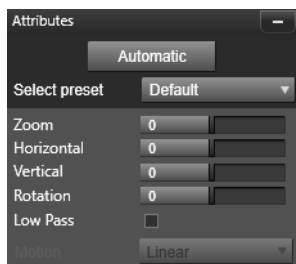 Attributes
Automatic
Select preset Default
Zoom 0
Horizontal 0
Vertical 0
Rotation 0
Low Pass
Motion Linear